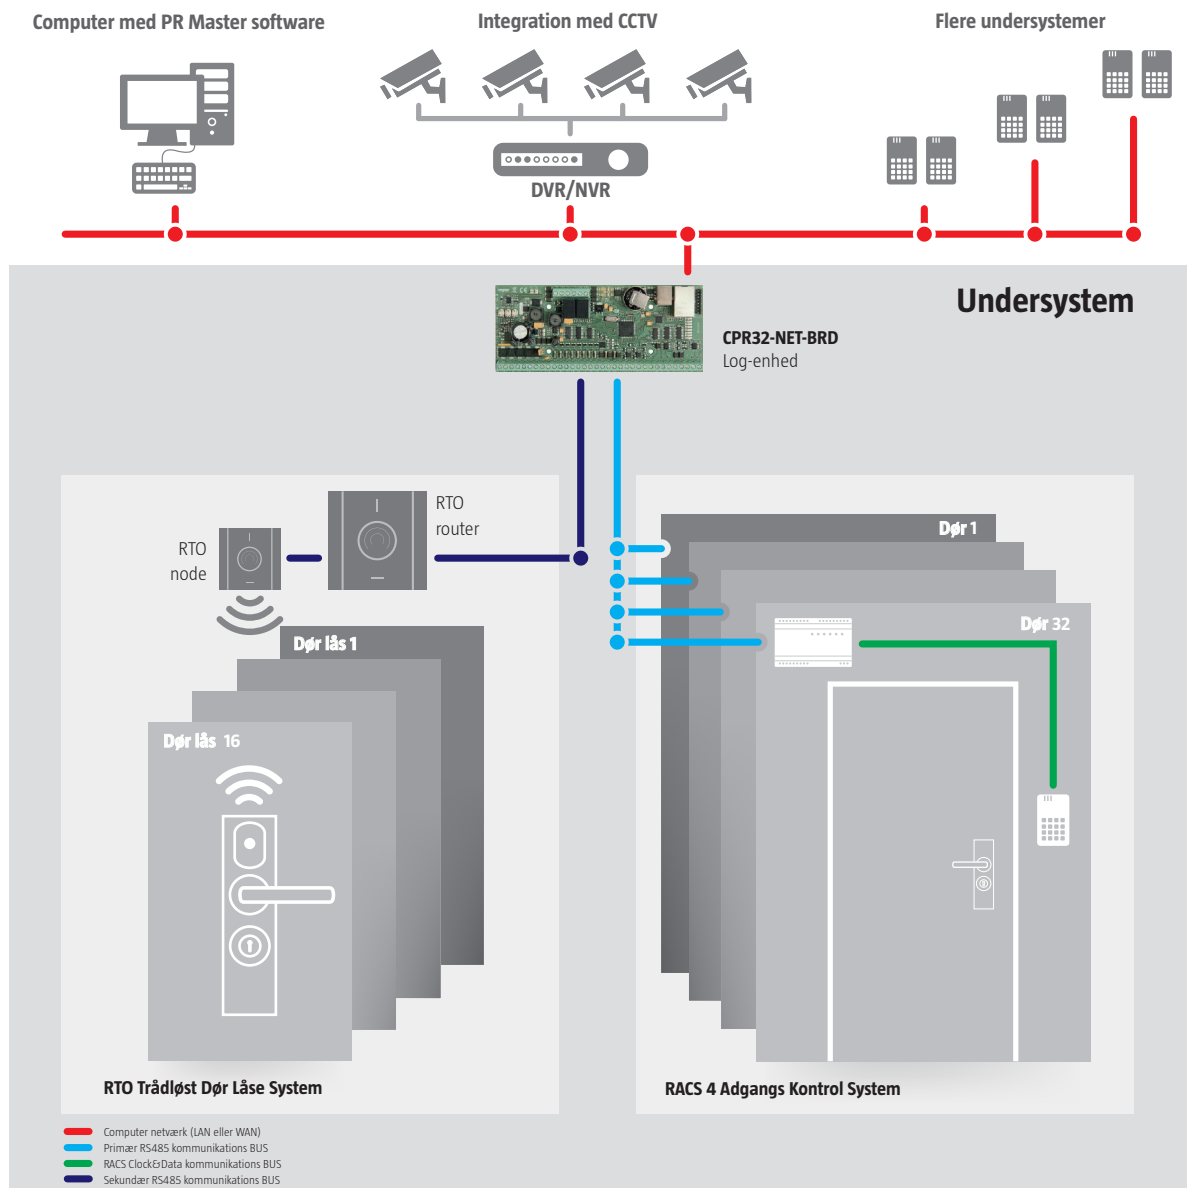 Computer med PR Master software
Integration med CCTV
Flere undersystemer
DVR/NVR
Undersystem
CPR32-NET-BRD
Log-enhed
RTO
router
RTO
node
Dør 1
Dør 32
Dør lås 1
Dør lås 16
RTO Trådløst Dør Låse System
RACS 4 Adgangs Kontrol System
Computer netværk (LAN eller WAN)
Primær RS485 kommunikations BUS
RACS Clock&Data kommunikations BUS
Sekundær RS485 kommunikations BUS